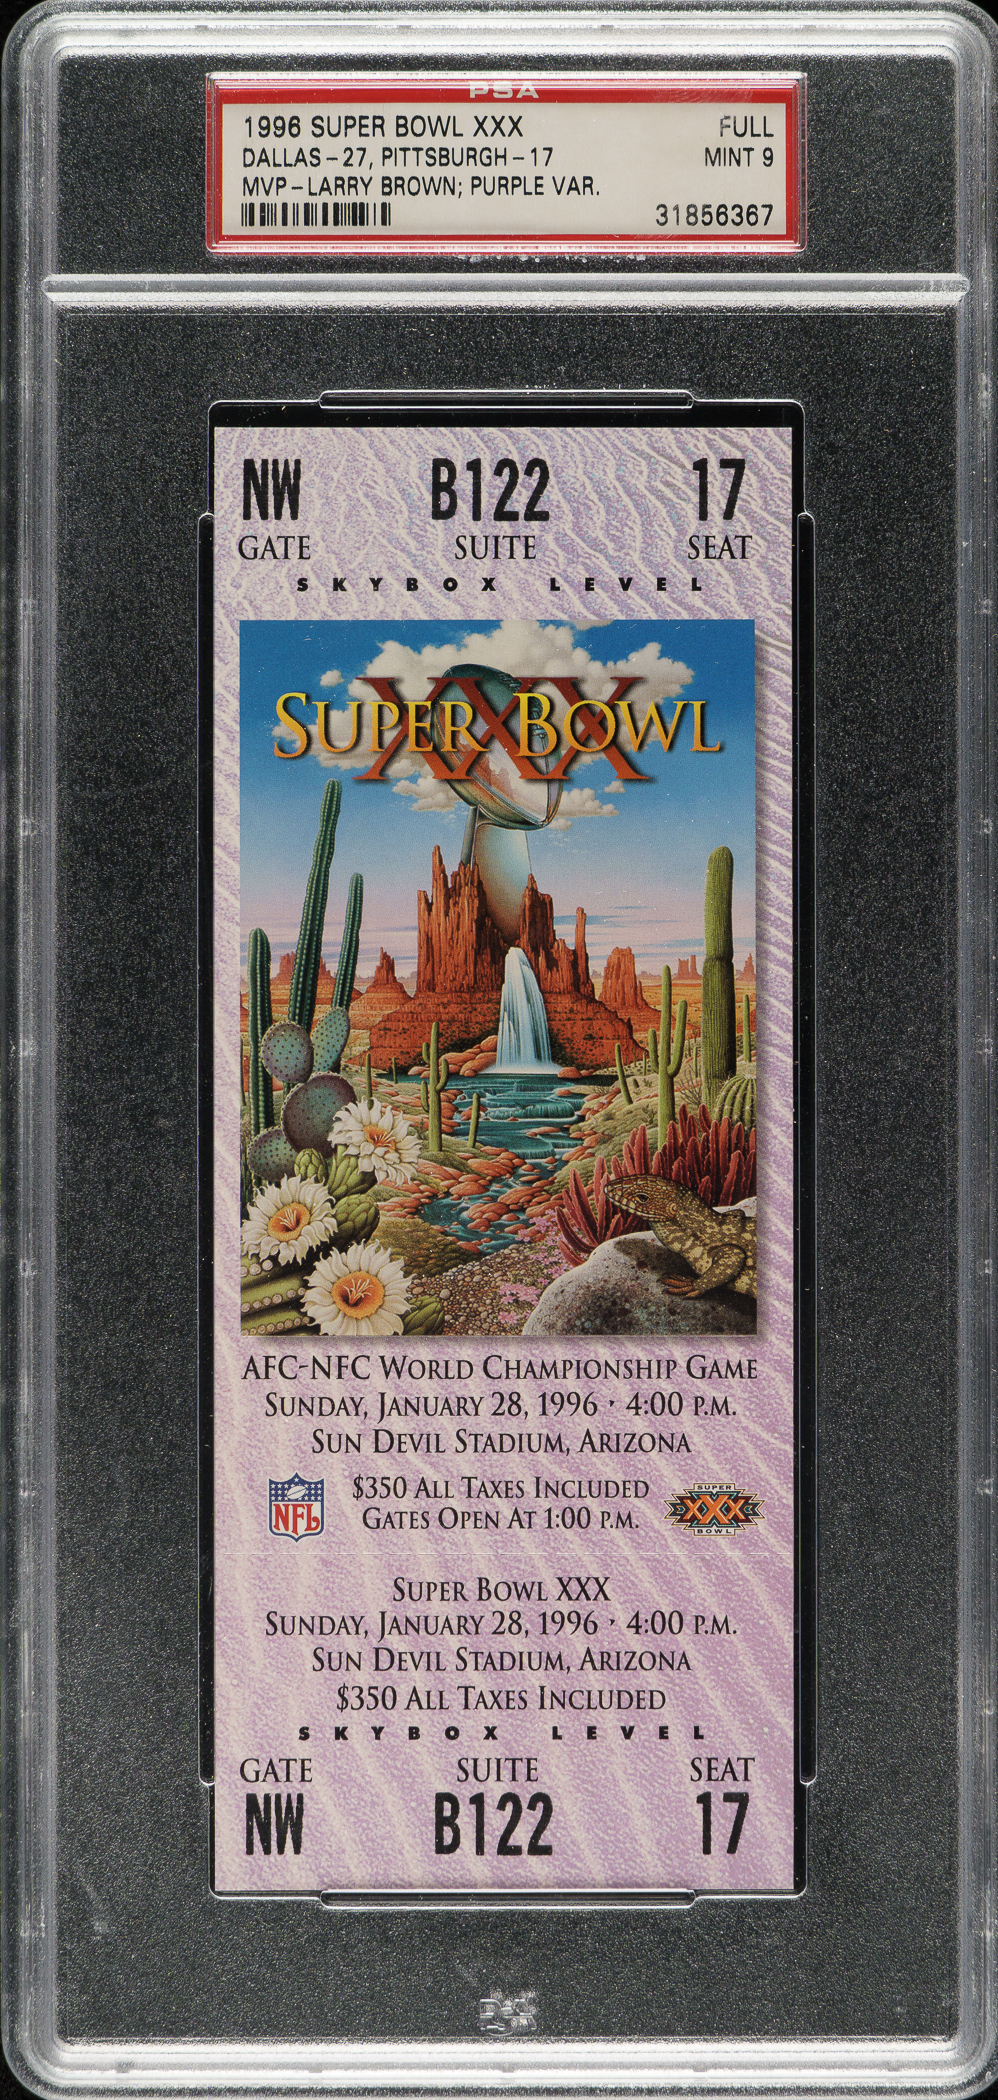 PSA
1996 SUPER BOWL XXX FULL
DALLAS-27, PITTSBURGH-17 MINT 9
MVP-LARRY BROWN; PURPLE VAR.
31856367
NW B122 17
GATE SUITE SEAT
SKYBOX LEVEL
XXX
SUPER BOWL
AFC-NFC WORLD CHAMPIONSHIP GAME
SUNDAY, JANUARY 28, 1996 · 4:00 P.M.
SUN DEVIL STADIUM, ARIZONA
$350 ALL TAXES INCLUDED
GATES OPEN AT 1:00 P.M.
NFL
SUPER
XXX
BOWL
SUPER BOWL XXX
SUNDAY, JANUARY 28, 1996 · 4:00 P.M.
SUN DEVIL STADIUM, ARIZONA
$350 ALL TAXES INCLUDED
SKYBOX LEVEL
GATE SUITE SEAT
NW B122 17